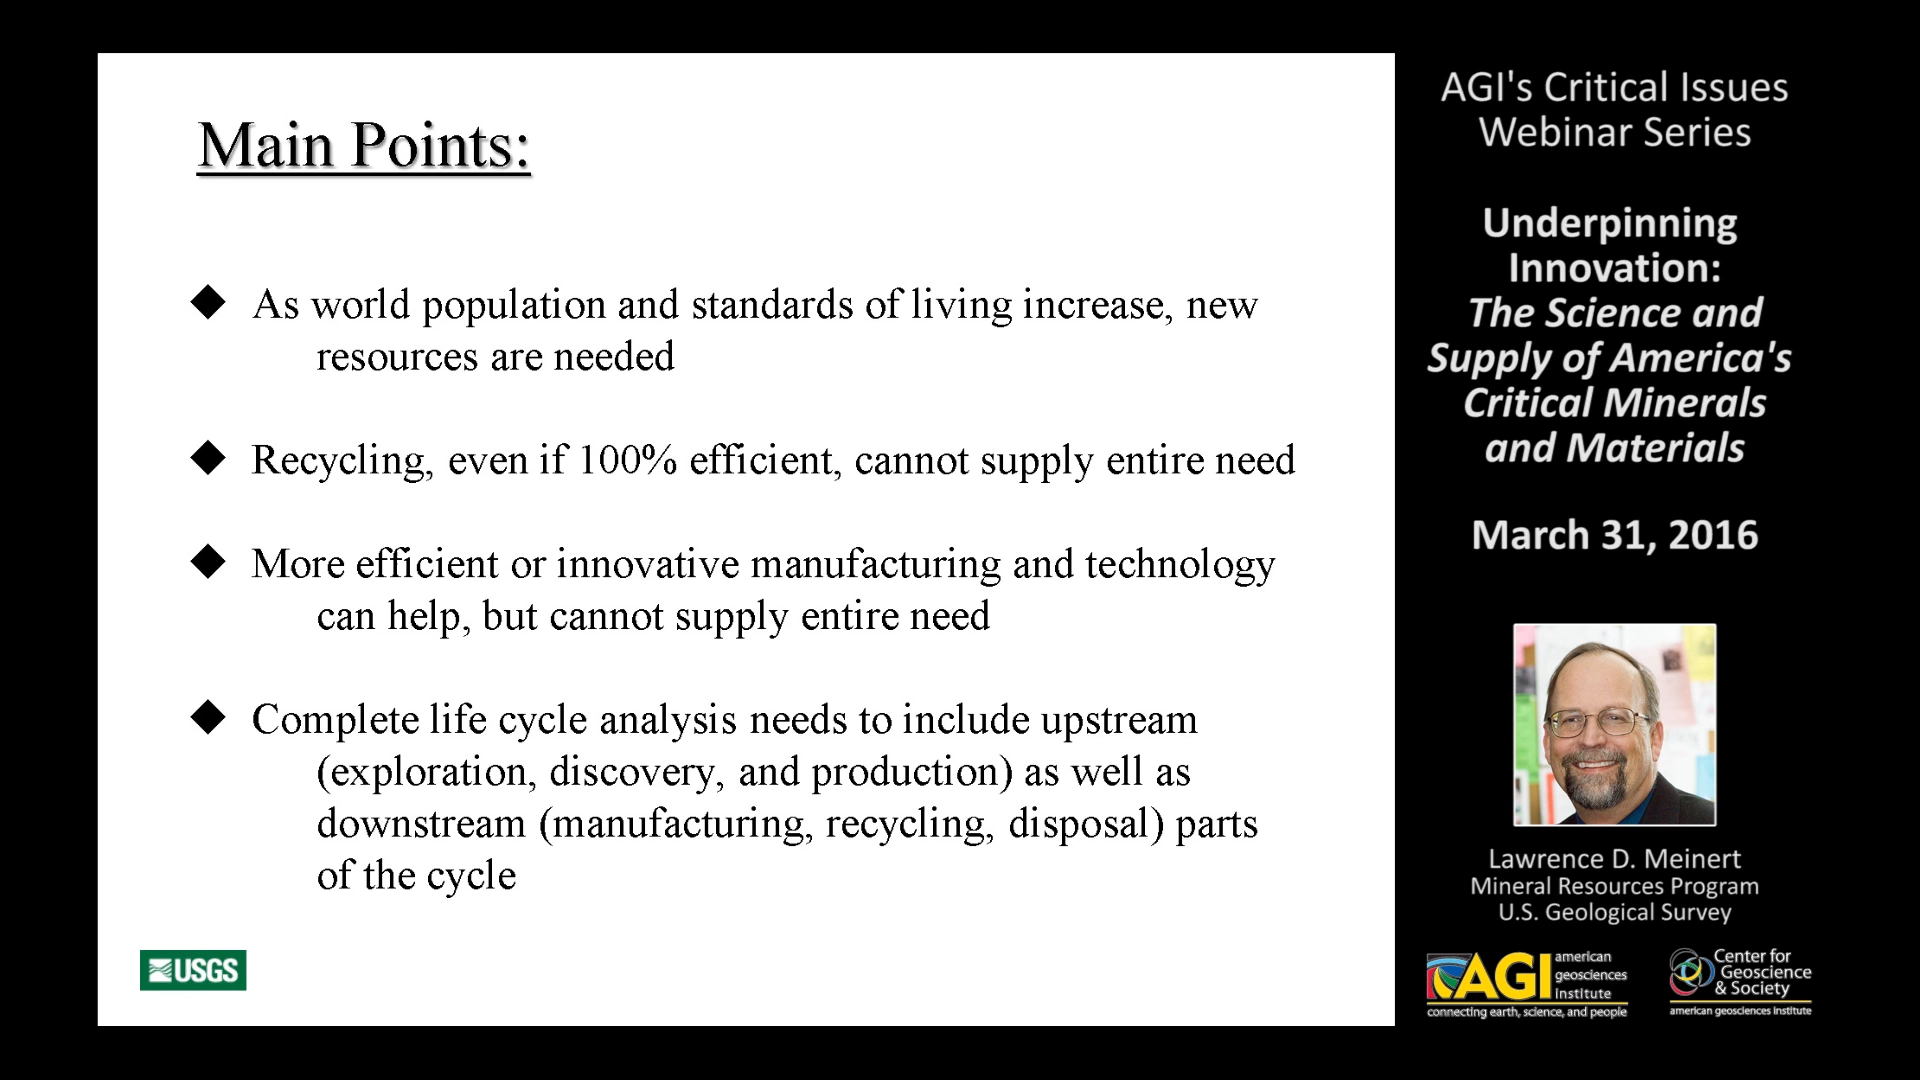 Main Points:
◆ As world population and standards of living increase, new
resources are needed
◆ Recycling, even if 100% efficient, cannot supply entire need
◆ More efficient or innovative manufacturing and technology
can help, but cannot supply entire need
◆ Complete life cycle analysis needs to include upstream
(exploration, discovery, and production) as well as
downstream (manufacturing, recycling, disposal) parts
of the cycle
USGS
AGI's Critical Issues
Webinar Series
Underpinning
Innovation:
The Science and
Supply of America's
Critical Minerals
and Materials
March 31, 2016
Lawrence D. Meinert
Mineral Resources Program
U.S. Geological Survey
AGI
american
geosciences
institute
connecting earth, science, and people
Center for
Geoscience
& Society
american geosciences institute